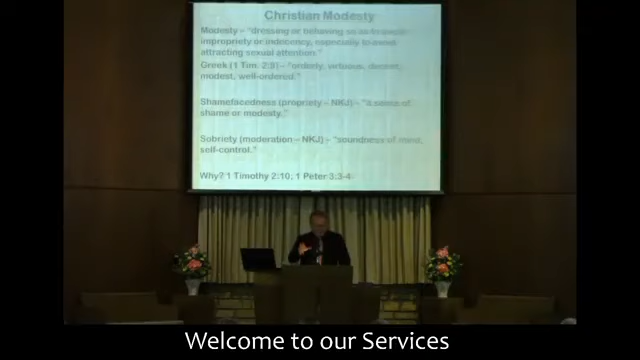 Christian Modesty
Modesty – "dressing or behaving so as to avoid
impropriety or indecency, especially to avoid
attracting sexual attention."
Greek (1 Tim. 2:9) – "orderly, virtuous, decent,
modest, well-ordered."
Shamefacedness (propriety – NKJ) – "a sense of
shame or modesty."
Sobriety (moderation – NKJ) – "soundness of mind,
self-control."
Why? 1 Timothy 2:10; 1 Peter 3:3-4
Welcome to our Services